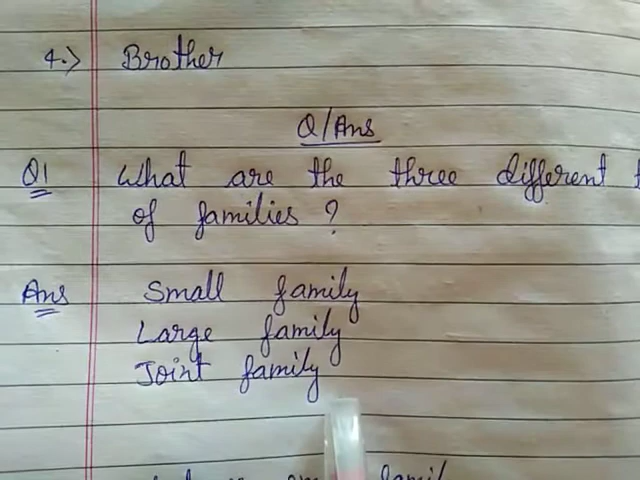 4.) Brother
Q/Ans
Q1 What are the three different
of families ?
Ans Small family
Large family
Joint family